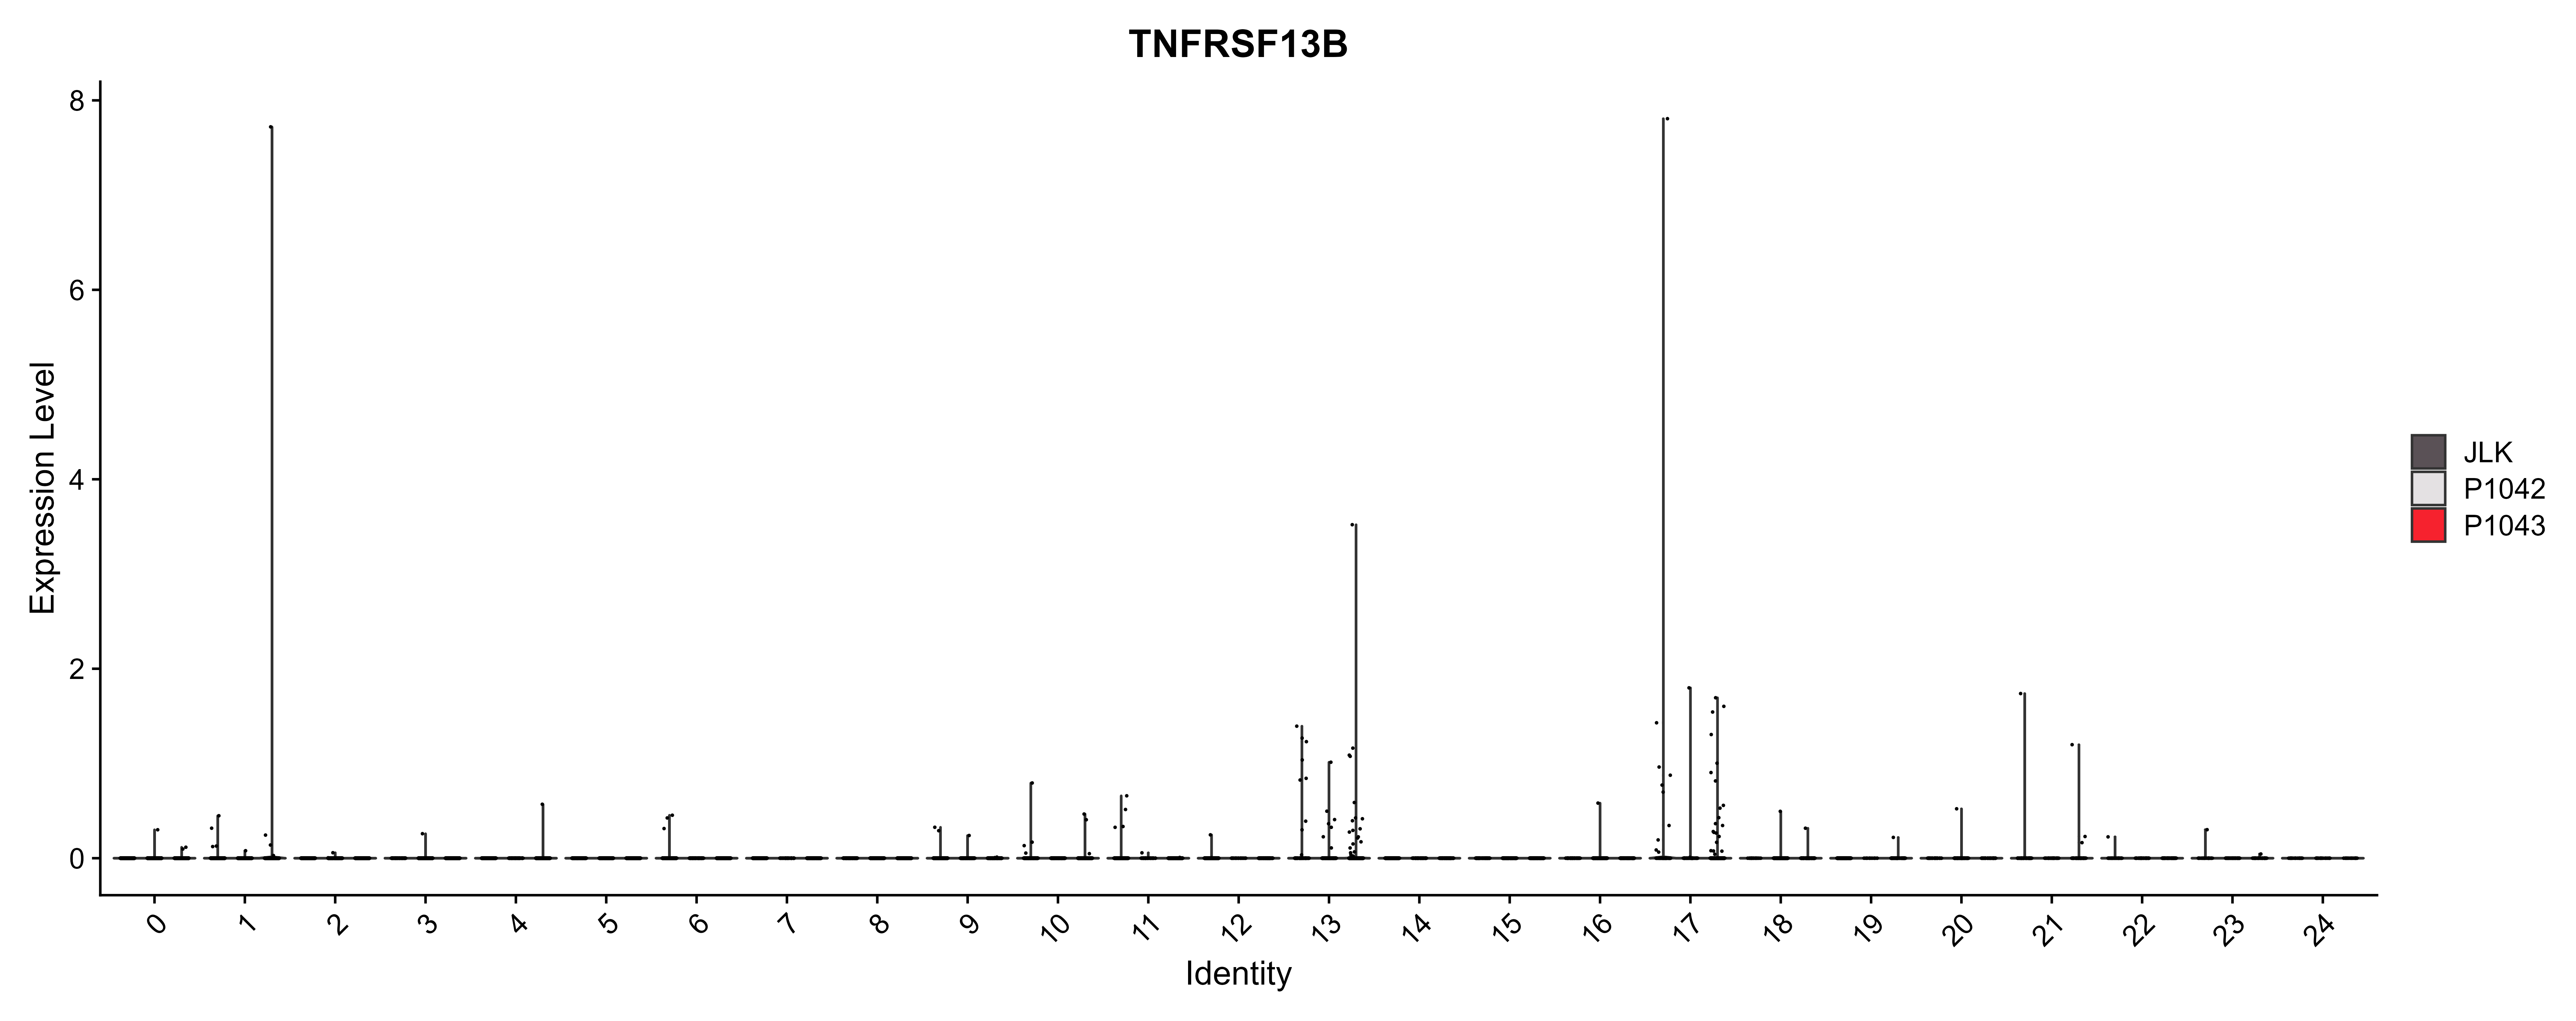 TNFRSF13B
Expression Level
8
6
4
2
0
0 1 2 3 4 5 6 7 8 9 10 11 12 13 14 15 16 17 18 19 20 21 22 23 24
Identity
JLK
P1042
P1043